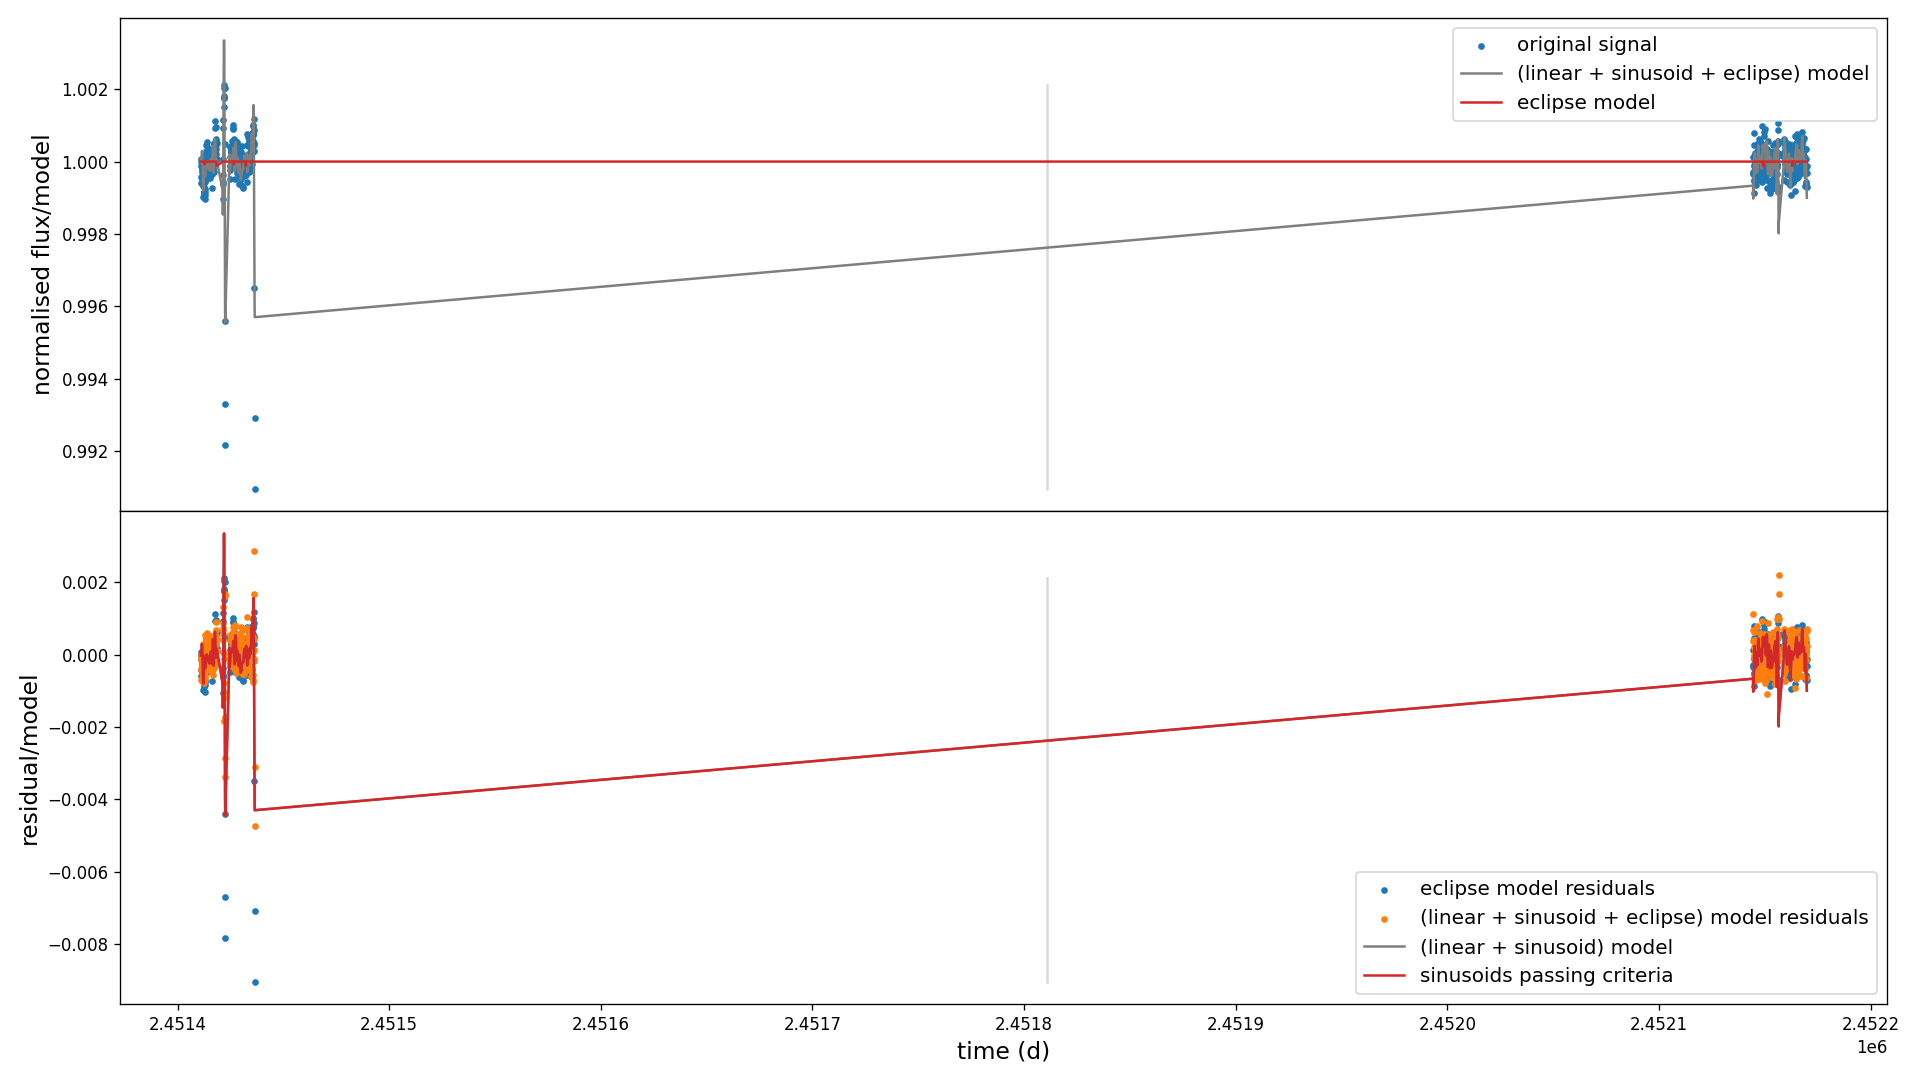 original signal
(linear + sinusoid + eclipse) model
eclipse model
1.002
1.000
0.998
0.996
0.994
0.992
normalised flux/model
0.002
0.000
−0.002
−0.004
−0.006
−0.008
residual/model
eclipse model residuals
(linear + sinusoid + eclipse) model residuals
(linear + sinusoid) model
sinusoids passing criteria
2.4514 2.4515 2.4516 2.4517 2.4518 2.4519 2.4520 2.4521 2.4522
1e6
time (d)